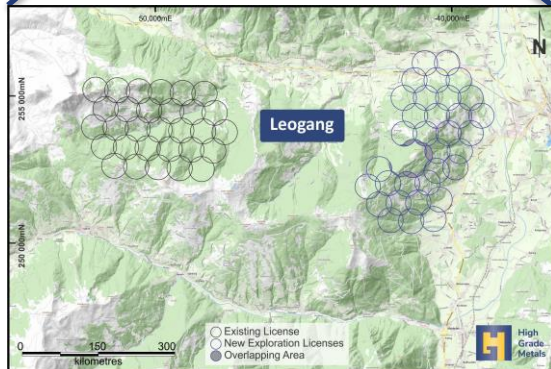 50,000mE
-40,000mE
N
255 000mN
Leogang
250 000mN
Existing License
New Exploration Licenses
Overlapping Area
0 150 300
kilometres
High
Grade
Metals